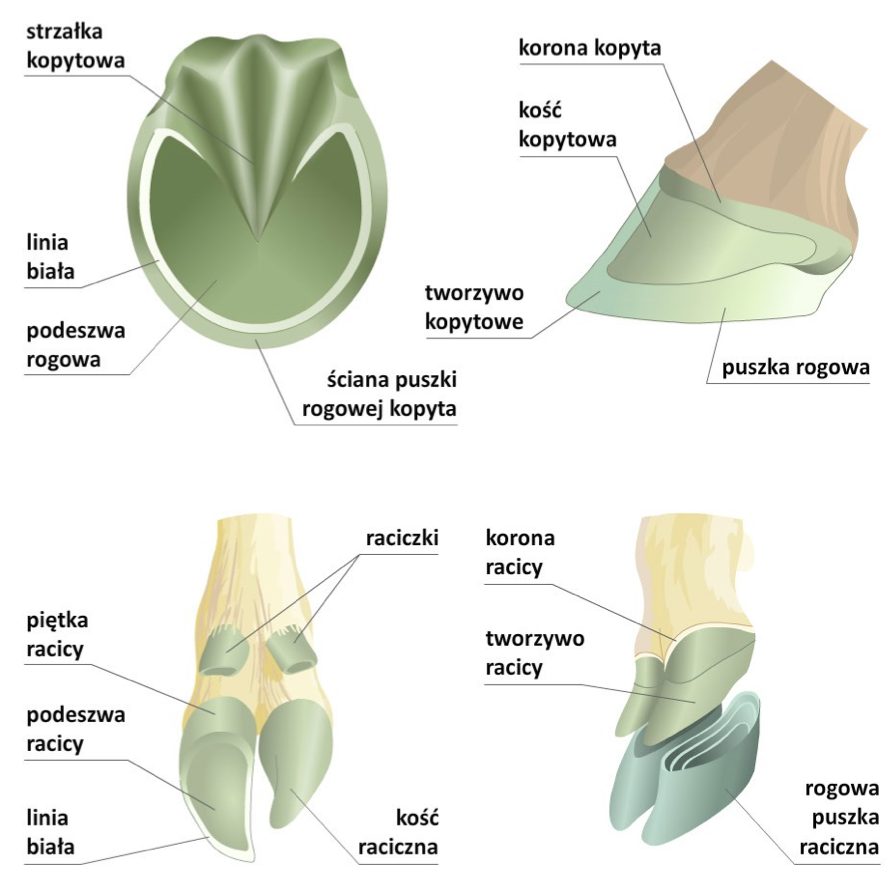 strzałka
kopytowa
linia
biała
podeszwa
rogowa
ściana puszki
rogowej kopyta
korona kopyta
kość
kopytowa
tworzywo
kopytowe
puszka rogowa
raciczki
piętka
racicy
podeszwa
racicy
linia
biała
kość
raciczna
korona
racicy
tworzywo
racicy
rogowa
puszka
raciczna